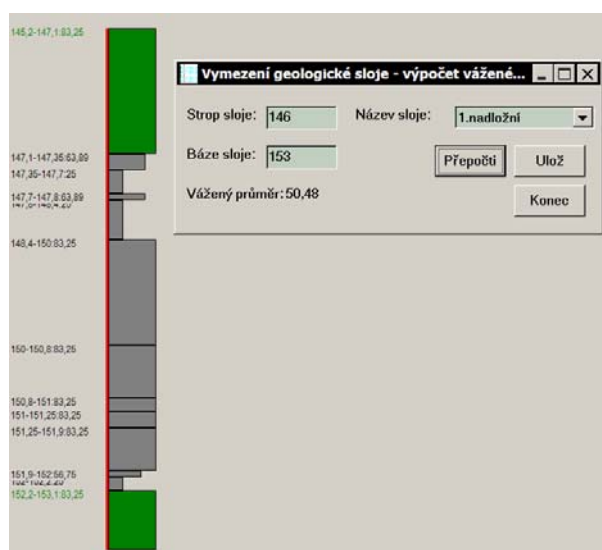 145,2-147,1:83,25
147,1-147,35:63,89
147,35-147,7:25
147,7-147,8:63,89
148,4-150:83,25
150-150,8:83,25
150,8-151:83,25
151-151,25:83,25
151,25-151,9:83,25
151,9-152:56,75
152,2-153,1:83,25
Vymezení geologické sloje - výpočet vážené...
Strop sloje: 146
Název sloje: 1.nadložní
Báze sloje: 153
Přepočti
Ulož
Vážený průměr:50,48
Konec